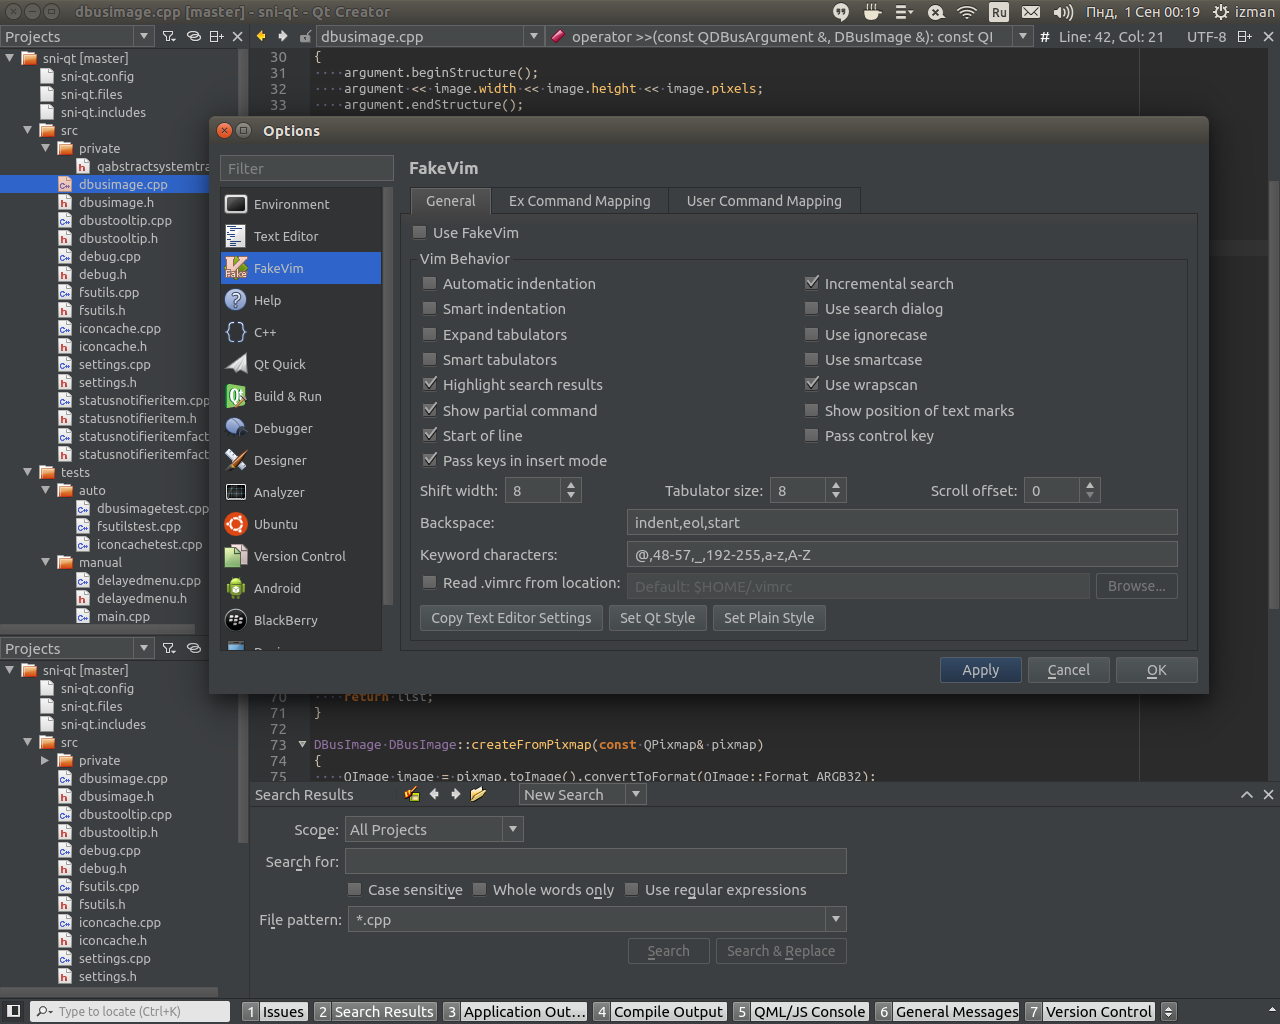 dbusimage.cpp [master] - sni-qt - Qt Creator
Ru
Пнд, 1 Сен 00:19
izman
Projects
dbusimage.cpp
operator >>(const QDBusArgument &, DBusImage &): const QI
# Line: 42, Col: 21
UTF-8
sni-qt [master]
sni-qt.config
sni-qt.files
sni-qt.includes
src
private
qabstractsystemtra
dbusimage.cpp
dbusimage.h
dbustooltip.cpp
dbustooltip.h
debug.cpp
debug.h
fsutils.cpp
fsutils.h
iconcache.cpp
iconcache.h
settings.cpp
settings.h
statusnotifieritem.cpp
statusnotifieritem.h
statusnotifieritemfact
statusnotifieritemfact
tests
auto
dbusimagetest.cpp
fsutilstest.cpp
iconcachetest.cpp
manual
delayedmenu.cpp
delayedmenu.h
main.cpp
30 {
31 ····argument.beginStructure();
32 ····argument·<<·image.width·<<·image.height·<<·image.pixels;
33 ····argument.endStructure();
Options
Filter
Environment
Text Editor
FakeVim
Help
C++
Qt Quick
Build & Run
Debugger
Designer
Analyzer
Ubuntu
Version Control
Android
BlackBerry
FakeVim
General
Ex Command Mapping
User Command Mapping
Use FakeVim
Vim Behavior
Automatic indentation
Incremental search
Smart indentation
Use search dialog
Expand tabulators
Use ignorecase
Smart tabulators
Use smartcase
Highlight search results
Use wrapscan
Show partial command
Show position of text marks
Start of line
Pass control key
Pass keys in insert mode
Shift width: 8
Tabulator size: 8
Scroll offset: 0
Backspace: indent,eol,start
Keyword characters: @,48-57,_,192-255,a-z,A-Z
Read .vimrc from location: Default: $HOME/.vimrc
Browse...
Copy Text Editor Settings
Set Qt Style
Set Plain Style
Apply
Cancel
OK
70 ····return·list;
71 }
72
73 DBusImage·DBusImage::createFromPixmap(const·QPixmap&·pixmap)
74 {
75 ····QImage·image·=·pixmap.toImage().convertToFormat(QImage::Format_ARGB32);
Projects
sni-qt [master]
sni-qt.config
sni-qt.files
sni-qt.includes
src
private
dbusimage.cpp
dbusimage.h
dbustooltip.cpp
dbustooltip.h
debug.cpp
debug.h
fsutils.cpp
fsutils.h
iconcache.cpp
iconcache.h
settings.cpp
settings.h
Search Results
New Search
Scope: All Projects
Search for:
Case sensitive
Whole words only
Use regular expressions
File pattern: *.cpp
Search
Search & Replace
Type to locate (Ctrl+K)
1 Issues
2 Search Results
3 Application Out...
4 Compile Output
5 QML/JS Console
6 General Messages
7 Version Control